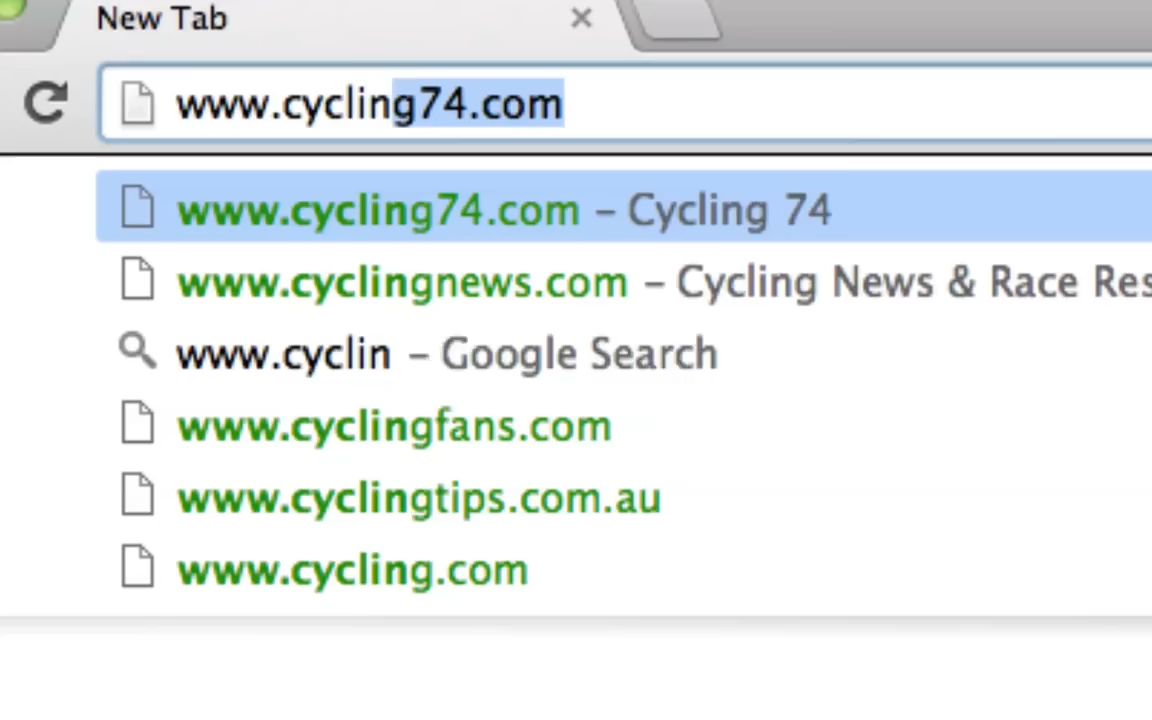 New Tab
www.cycling74.com
www.cycling74.com – Cycling 74
www.cyclingnews.com – Cycling News & Race Res
www.cyclin – Google Search
www.cyclingfans.com
www.cyclingtips.com.au
www.cycling.com